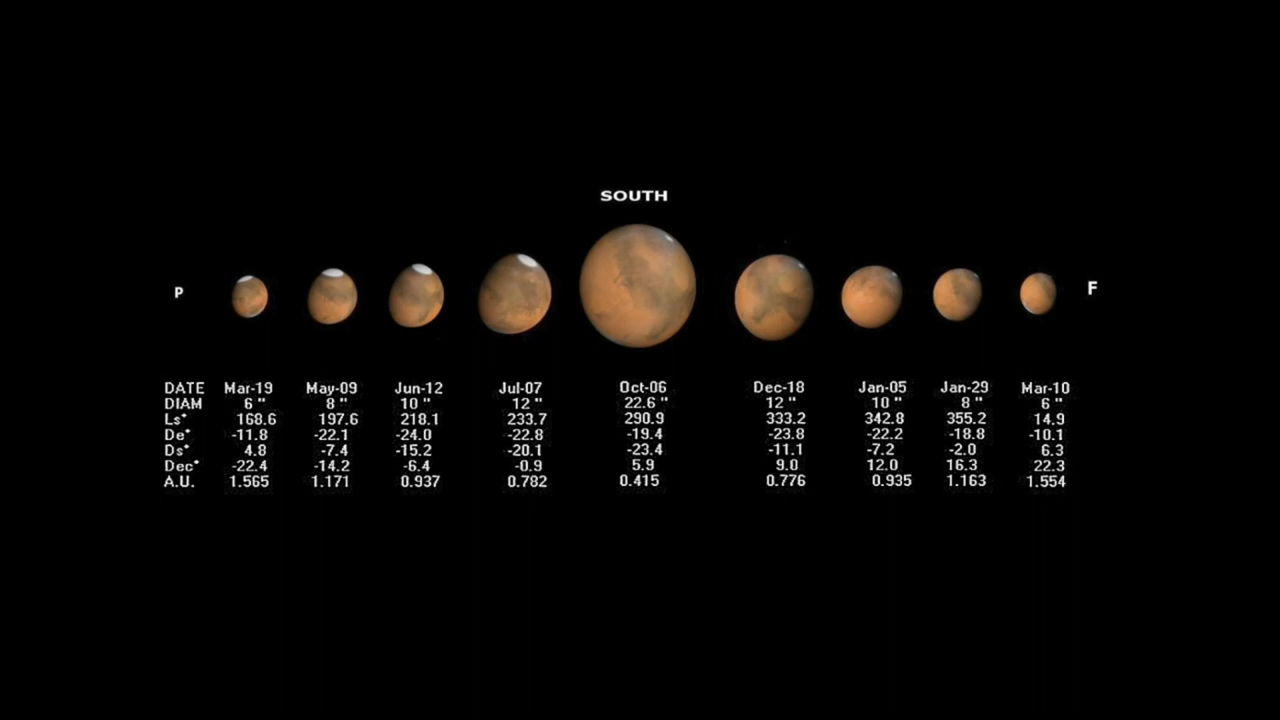 SOUTH
P F
DATE Mar-19 May-09 Jun-12 Jul-07 Oct-06 Dec-18 Jan-05 Jan-29 Mar-10
DIAM 6 " 8 " 10 " 12 " 22.6 " 12 " 10 " 8 " 6 "
Ls° 168.6 197.6 218.1 233.7 290.9 333.2 342.8 355.2 14.9
De° -11.8 -22.1 -24.0 -22.8 -19.4 -23.8 -22.2 -18.8 -10.1
Ds° 4.8 -7.4 -15.2 -20.1 -23.4 -11.1 -7.2 -2.0 6.3
Dec° -22.4 -14.2 -6.4 -0.9 5.9 9.0 12.0 16.3 22.3
A.U. 1.565 1.171 0.937 0.782 0.415 0.776 0.935 1.163 1.554